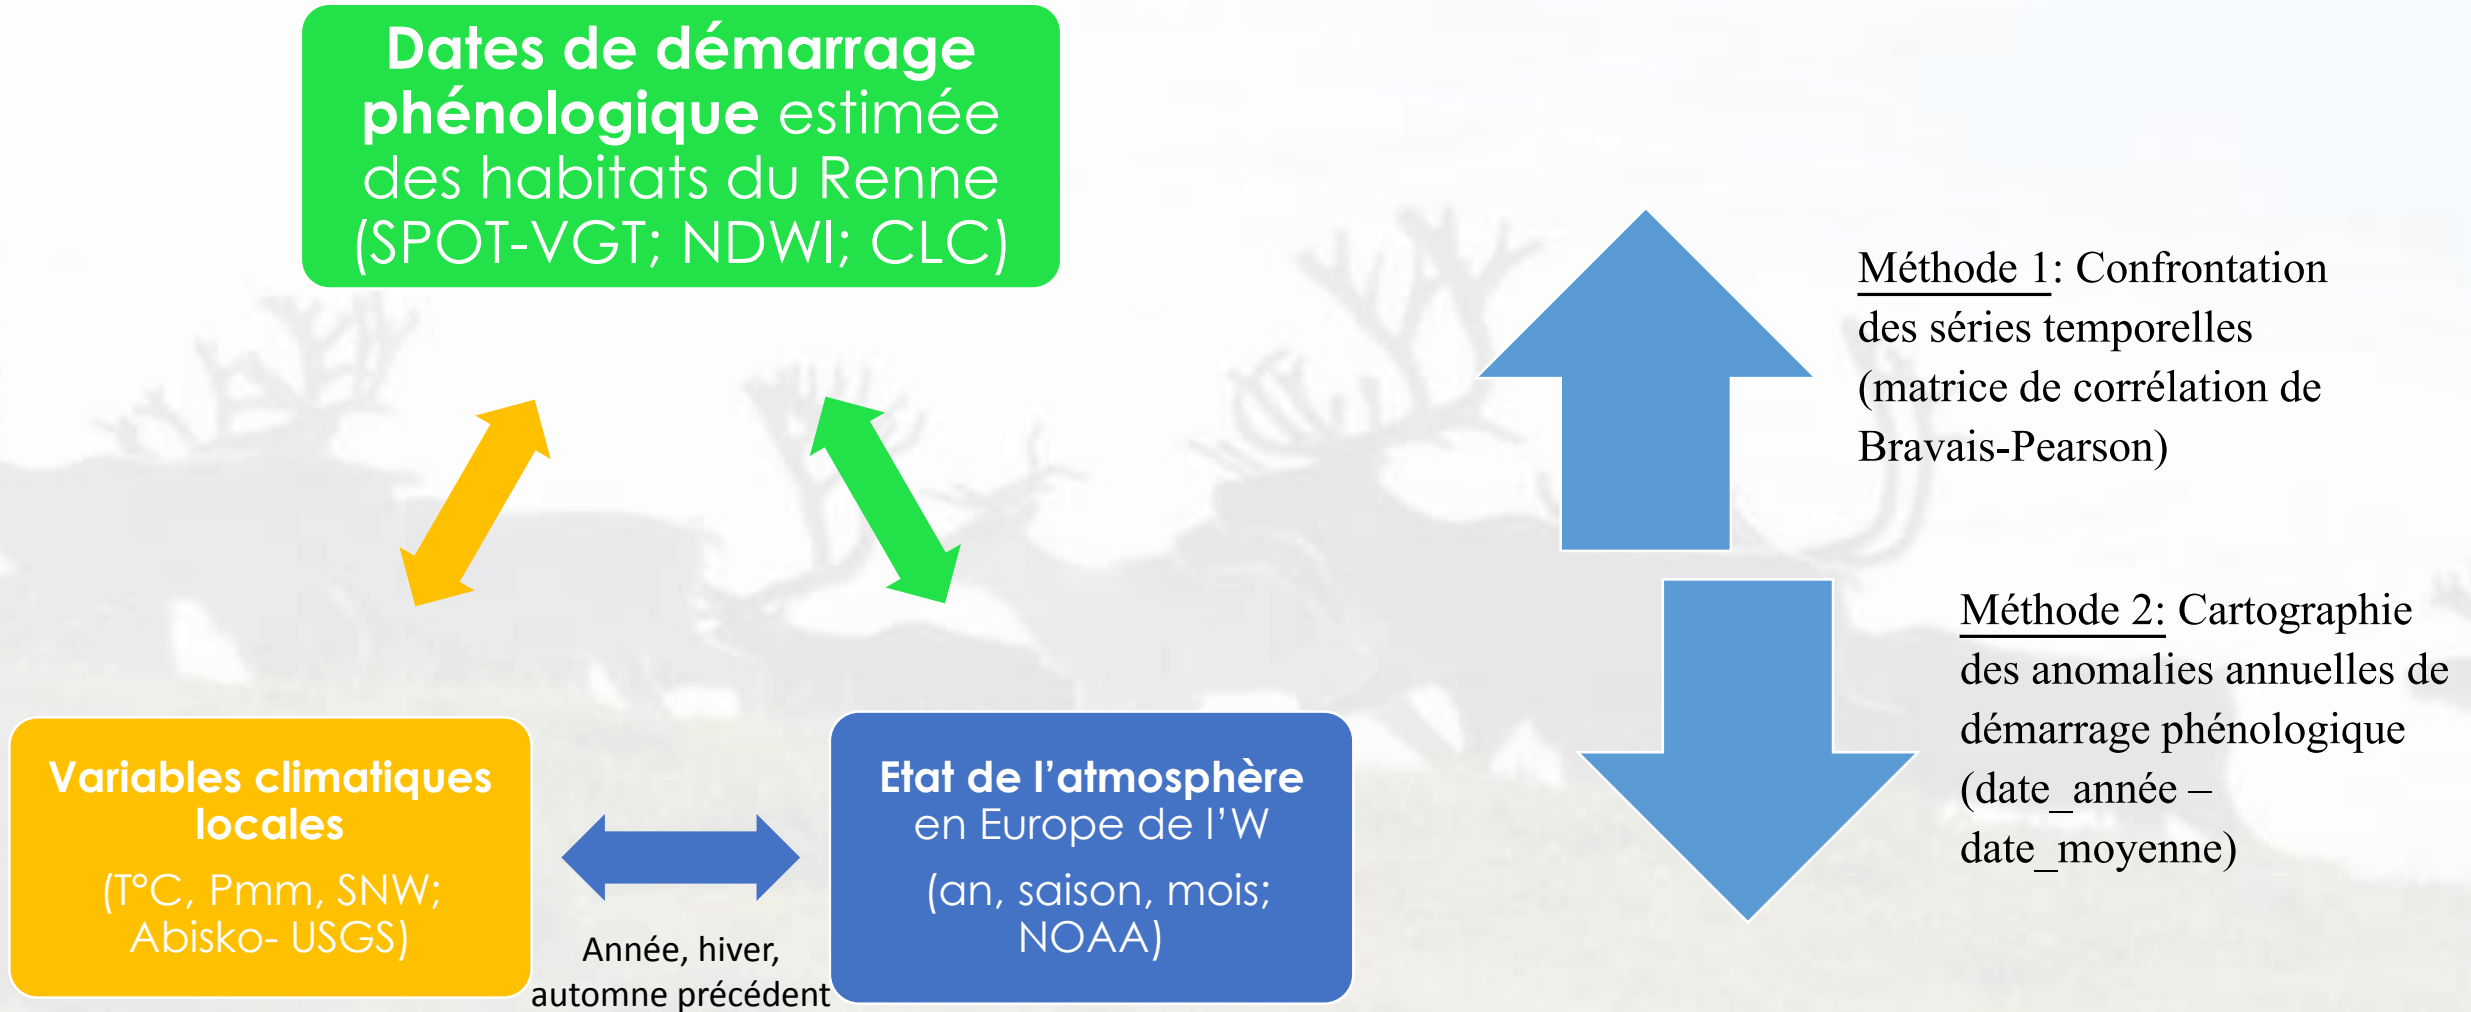 Dates de démarrage
phénologique estimée
des habitats du Renne
(SPOT-VGT; NDWI; CLC)
Méthode 1: Confrontation
des séries temporelles
(matrice de corrélation de
Bravais-Pearson)
Méthode 2: Cartographie
des anomalies annuelles de
démarrage phénologique
(date_année –
date_moyenne)
Variables climatiques
locales
(T°C, Pmm, SNW;
Abisko- USGS)
Année, hiver,
automne précédent
Etat de l’atmosphère
en Europe de l’W
(an, saison, mois;
NOAA)